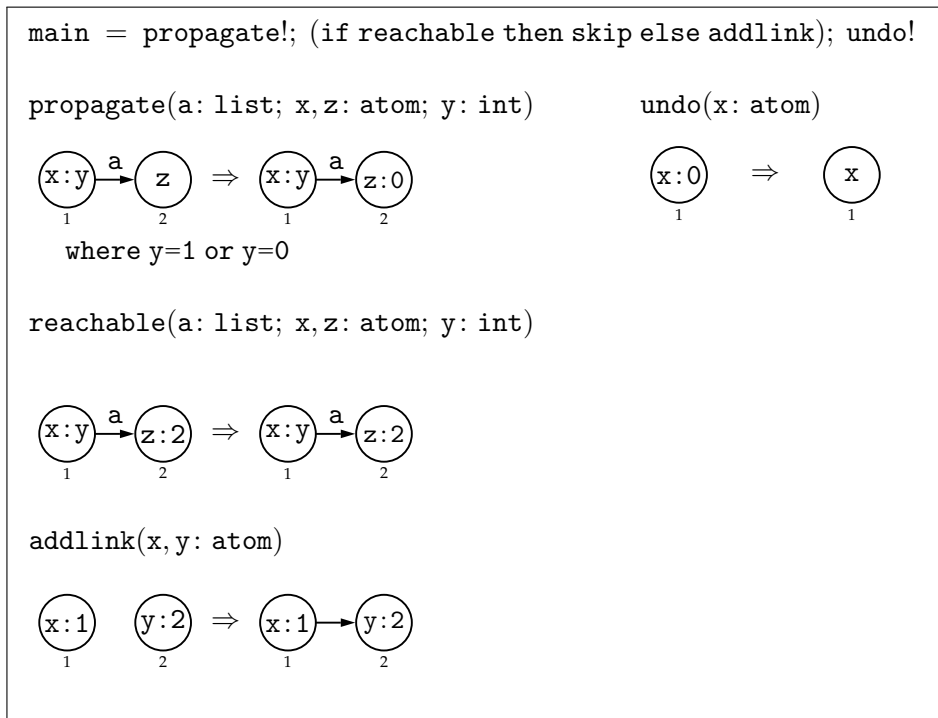 main = propagate!; (if reachable then skip else addlink); undo!
propagate(a: list; x, z: atom; y: int)
x:y a z ⇒ x:y a z:0
1 2 1 2
where y=1 or y=0
undo(x: atom)
x:0 ⇒ x
1 1
reachable(a: list; x, z: atom; y: int)
x:y a z:2 ⇒ x:y a z:2
1 2 1 2
addlink(x, y: atom)
x:1 y:2 ⇒ x:1 y:2
1 2 1 2